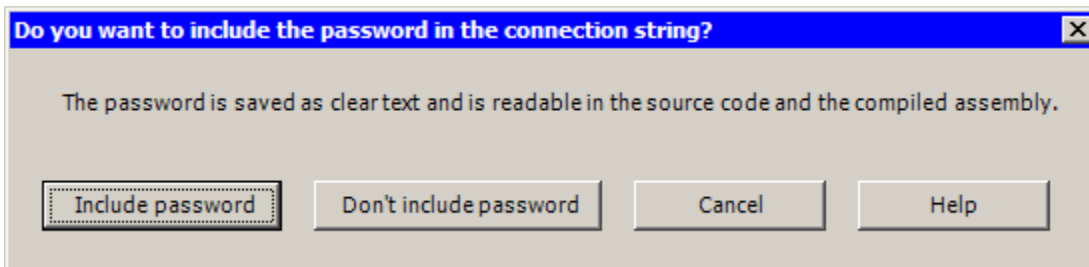 Do you want to include the password in the connection string?
The password is saved as clear text and is readable in the source code and the compiled assembly.
Include password
Don't include password
Cancel
Help